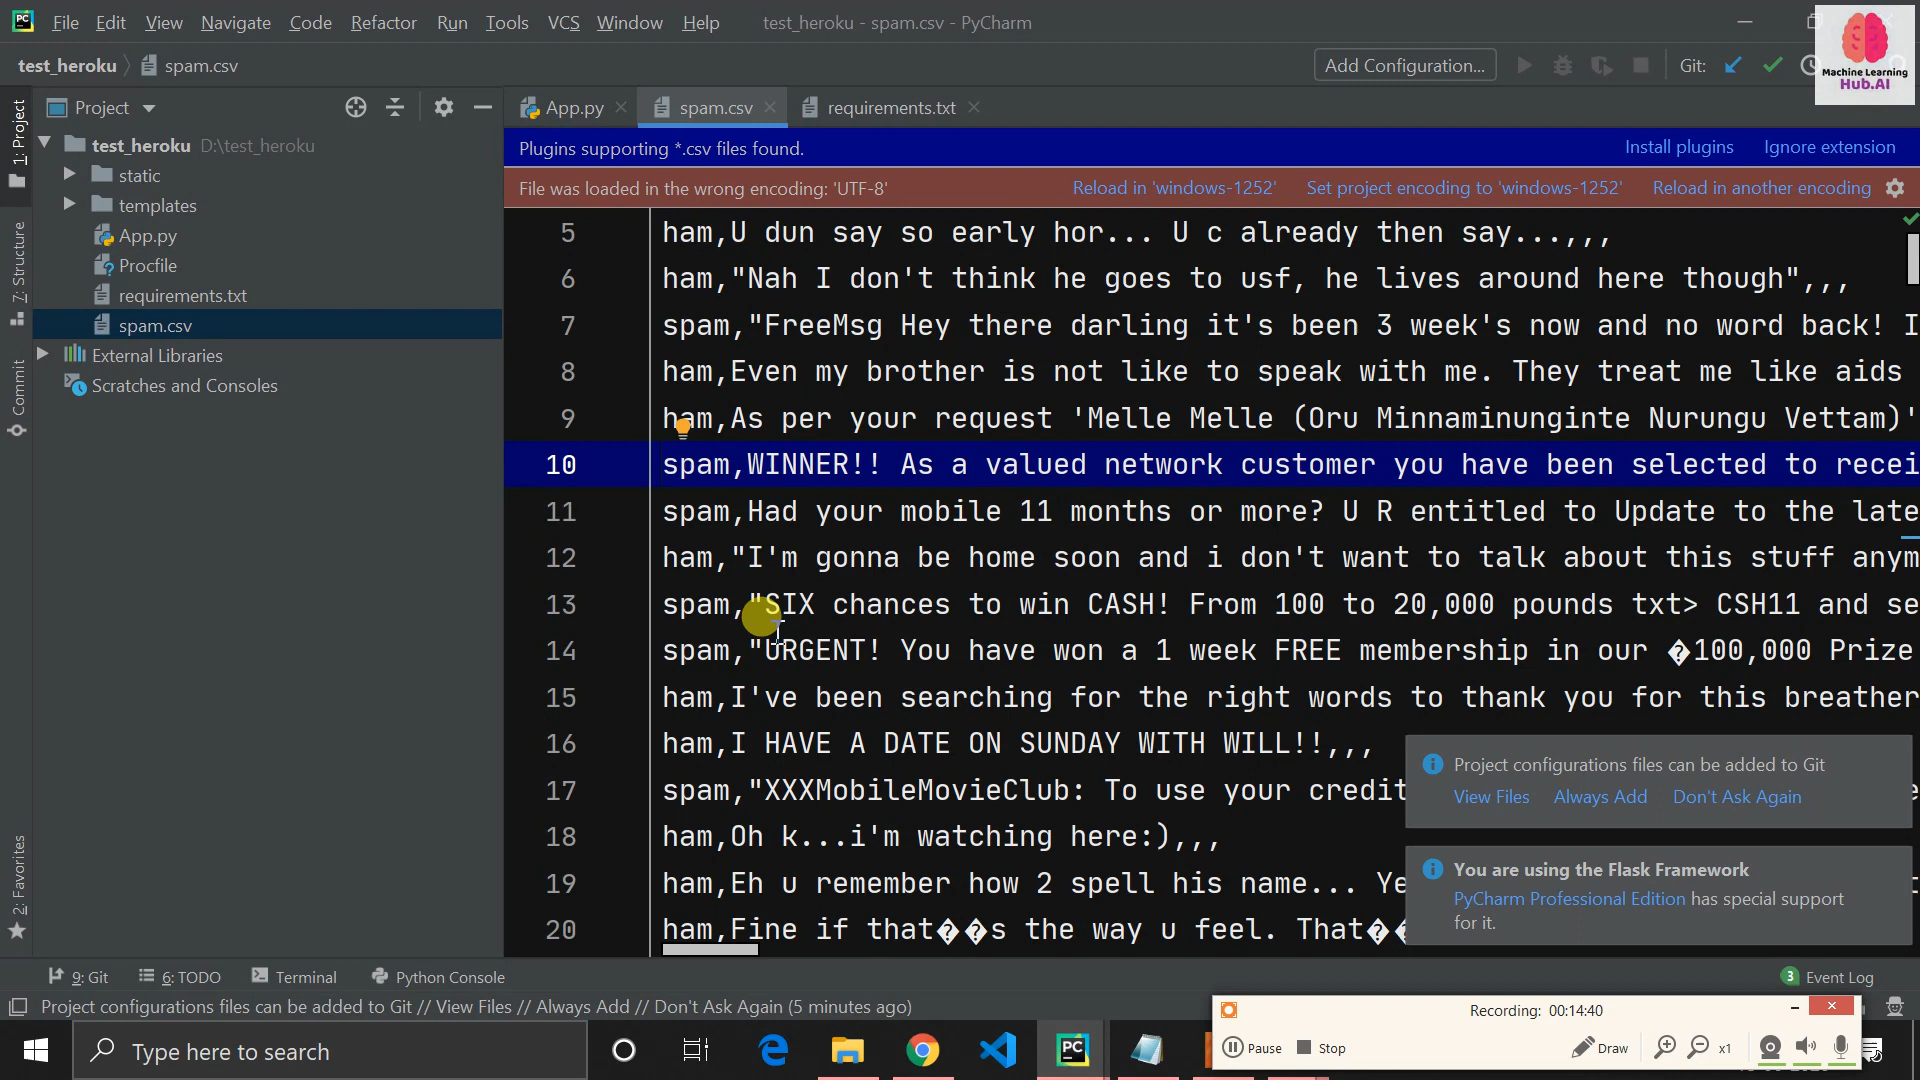 File Edit View Navigate Code Refactor Run Tools VCS Window Help test_heroku - spam.csv - PyCharm
Machine Learning
Hub.AI
test_heroku spam.csv Add Configuration... Git:
Project
App.py spam.csv requirements.txt
Plugins supporting *.csv files found. Install plugins Ignore extension
File was loaded in the wrong encoding: 'UTF-8' Reload in 'windows-1252' Set project encoding to 'windows-1252' Reload in another encoding
1: Project
7: Structure
Commit
2: Favorites
test_heroku D:\test_heroku
static
templates
App.py
Procfile
requirements.txt
spam.csv
External Libraries
Scratches and Consoles
5 ham,U dun say so early hor... U c already then say...,,,
6 ham,"Nah I don't think he goes to usf, he lives around here though",,,
7 spam,"FreeMsg Hey there darling it's been 3 week's now and no word back! I
8 ham,Even my brother is not like to speak with me. They treat me like aids
9 ham,As per your request 'Melle Melle (Oru Minnaminunginte Nurungu Vettam)'
10 spam,WINNER!! As a valued network customer you have been selected to recei
11 spam,Had your mobile 11 months or more? U R entitled to Update to the late
12 ham,"I'm gonna be home soon and i don't want to talk about this stuff anym
13 spam,"SIX chances to win CASH! From 100 to 20,000 pounds txt> CSH11 and se
14 spam,"URGENT! You have won a 1 week FREE membership in our �100,000 Prize
15 ham,I've been searching for the right words to thank you for this breather
16 ham,I HAVE A DATE ON SUNDAY WITH WILL!!,,,
17 spam,"XXXMobileMovieClub: To use your credit
18 ham,Oh k...i'm watching here:),,,
19 ham,Eh u remember how 2 spell his name... Ye
20 ham,Fine if that��s the way u feel. That��
Project configurations files can be added to Git
View Files Always Add Don't Ask Again
You are using the Flask Framework
PyCharm Professional Edition has special support
for it.
9: Git 6: TODO Terminal Python Console 3 Event Log
Project configurations files can be added to Git // View Files // Always Add // Don't Ask Again (5 minutes ago)
Recording: 00:14:40
Pause Stop Draw x1
Type here to search
PC